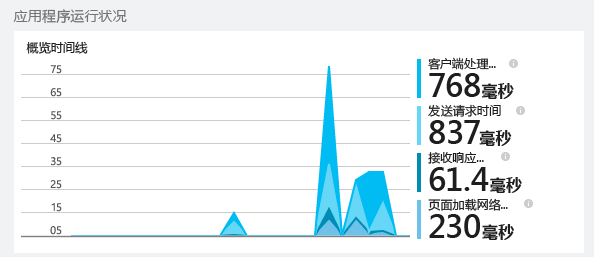 应用程序运行状况
概览时间线
75
65
55
45
35
25
15
05
客户端处理...
768毫秒
发送请求时间
837毫秒
接收响应...
61.4毫秒
页面加载网络...
230毫秒